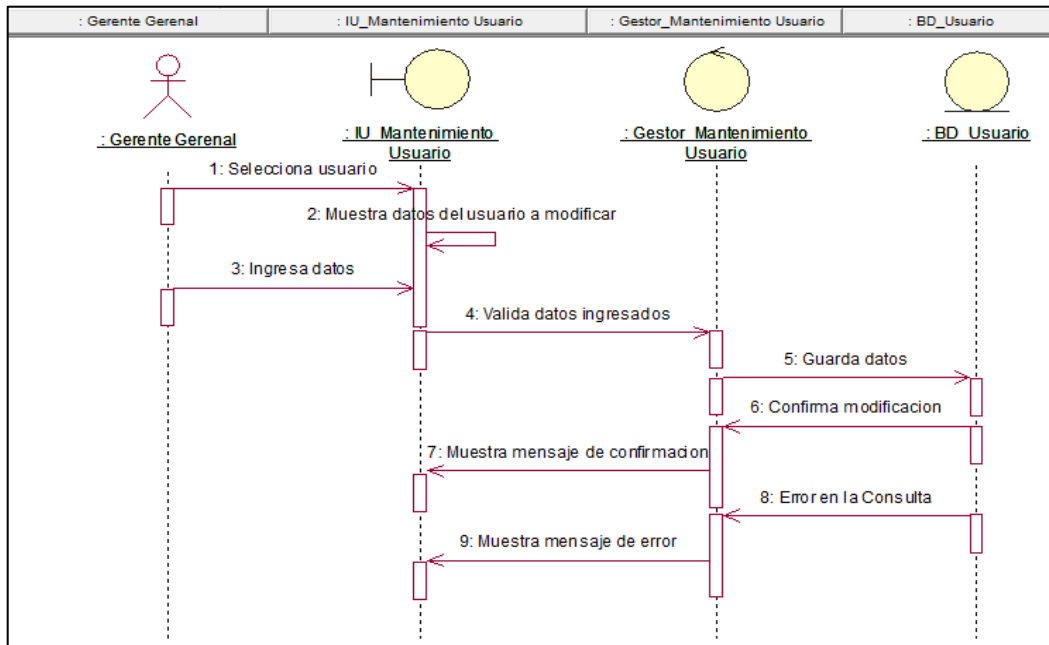 : Gerente Gerenal
: IU_Mantenimiento Usuario
: Gestor_Mantenimiento Usuario
: BD_Usuario
: Gerente Gerenal
: IU_Mantenimiento
Usuario
: Gestor_Mantenimiento
Usuario
: BD_Usuario
1: Selecciona usuario
2: Muestra datos del usuario a modificar
3: Ingresa datos
4: Valida datos ingresados
5: Guarda datos
6: Confirma modificacion
7: Muestra mensaje de confirmacion
8: Error en la Consulta
9: Muestra mensaje de error